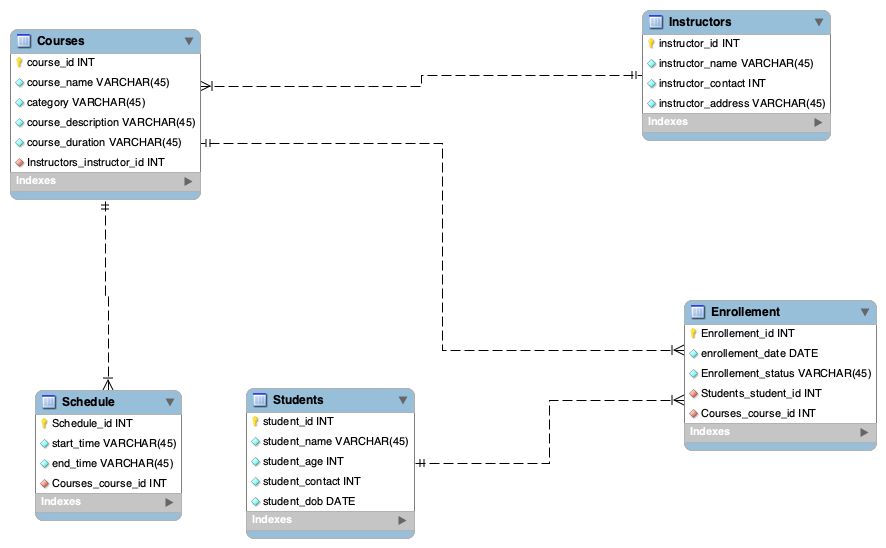 Courses
course_id INT
course_name VARCHAR(45)
category VARCHAR(45)
course_description VARCHAR(45)
course_duration VARCHAR(45)
Instructors_instructor_id INT
Indexes
Instructors
instructor_id INT
instructor_name VARCHAR(45)
instructor_contact INT
instructor_address VARCHAR(45)
Indexes
Schedule
Schedule_id INT
start_time VARCHAR(45)
end_time VARCHAR(45)
Courses_course_id INT
Indexes
Students
student_id INT
student_name VARCHAR(45)
student_age INT
student_contact INT
student_dob DATE
Indexes
Enrollement
Enrollement_id INT
enrollement_date DATE
Enrollement_status VARCHAR(45)
Students_student_id INT
Courses_course_id INT
Indexes